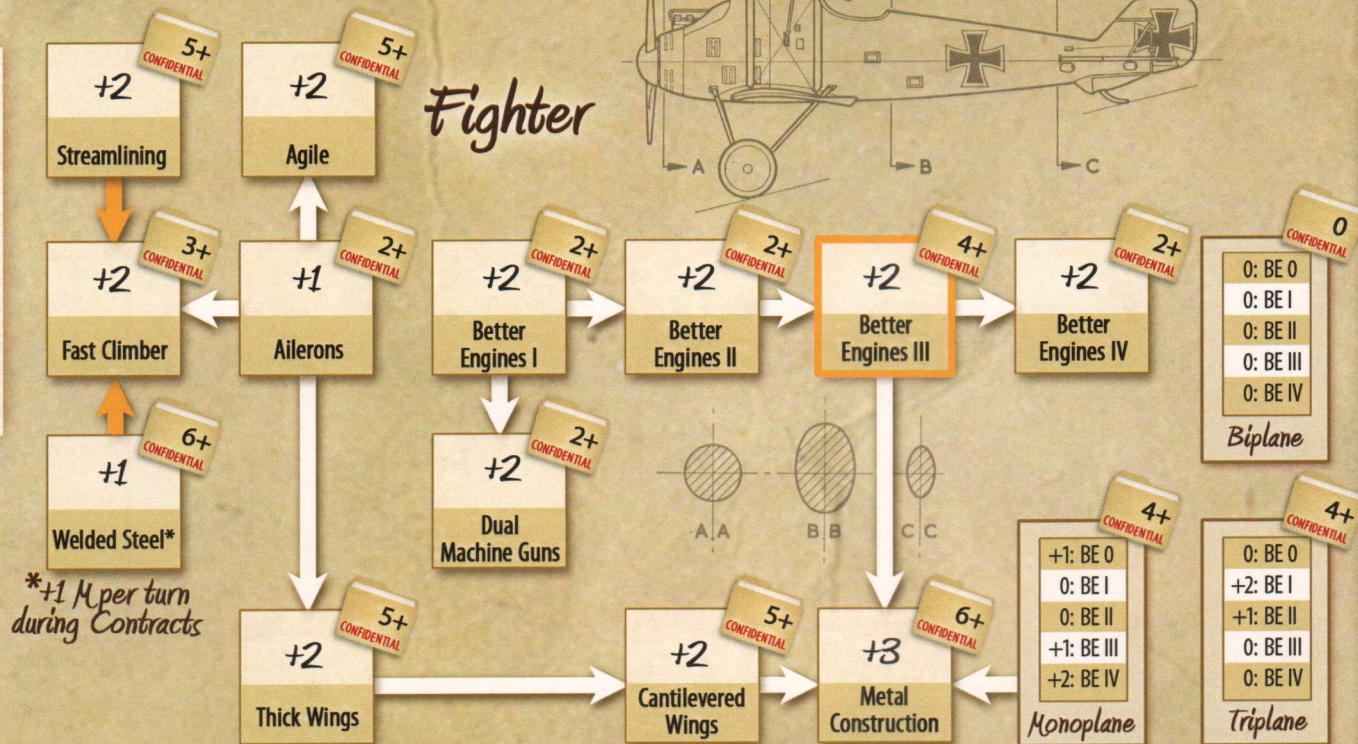 Fighter
5+
CONFIDENTIAL
+2
Streamlining
5+
CONFIDENTIAL
+2
Agile
A
B
C
3+
CONFIDENTIAL
+2
Fast Climber
2+
CONFIDENTIAL
+1
Ailerons
2+
CONFIDENTIAL
+2
Better
Engines I
2+
CONFIDENTIAL
+2
Better
Engines II
4+
CONFIDENTIAL
+2
Better
Engines III
2+
CONFIDENTIAL
+2
Better
Engines IV
0
CONFIDENTIAL
0: BE 0
0: BE I
0: BE II
0: BE III
0: BE IV
Biplane
6+
CONFIDENTIAL
+1
Welded Steel*
*+1 M per turn
during Contracts
2+
CONFIDENTIAL
+2
Dual
Machine Guns
A A
B B
C C
5+
CONFIDENTIAL
+2
Thick Wings
5+
CONFIDENTIAL
+2
Cantilevered
Wings
6+
CONFIDENTIAL
+3
Metal
Construction
4+
CONFIDENTIAL
+1: BE 0
0: BE I
0: BE II
+1: BE III
+2: BE IV
Monoplane
4+
CONFIDENTIAL
0: BE 0
+2: BE I
+1: BE II
0: BE III
0: BE IV
Triplane